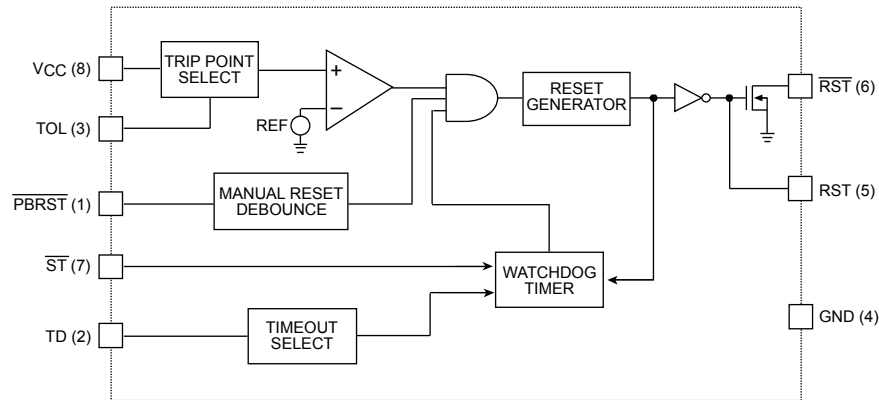 VCC (8)
TRIP POINT
SELECT
+
−
REF
TOL (3)
RESET
GENERATOR
RST (6)
PBRST (1)
MANUAL RESET
DEBOUNCE
RST (5)
ST (7)
WATCHDOG
TIMER
TD (2)
TIMEOUT
SELECT
GND (4)